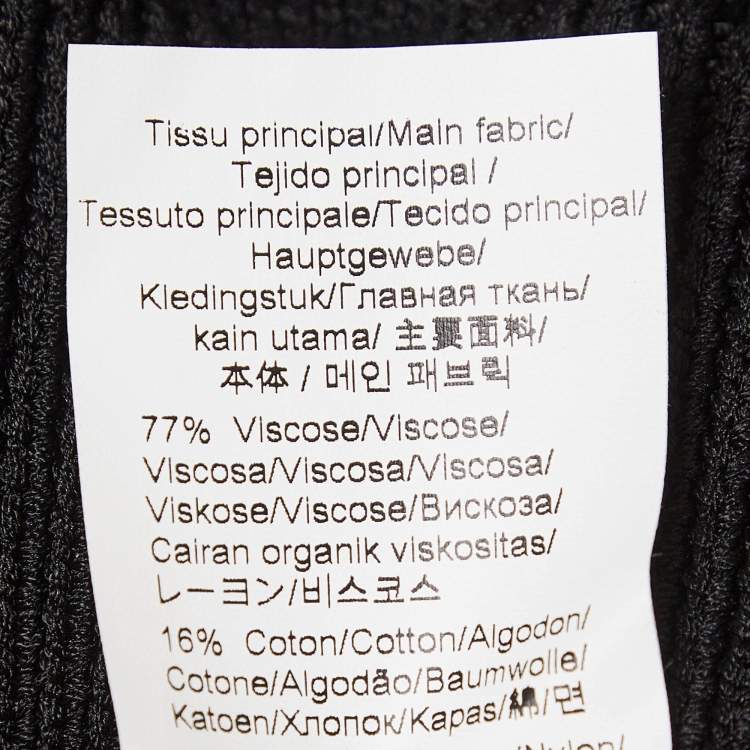 Tissu principal/Main fabric/
Tejido principal /
Tessuto principale/Tecido principal/
Hauptgewebe/
Kledingstuk/Главная ткань/
kain utama/ 主要面料/
本体 / 메인 패브릭
77% Viscose/Viscose/
Viscosa/Viscosa/Viscosa/
Viskose/Viscose/Вискоза/
Cairan organik viskositas/
レーヨン/비스코스
16% Coton/Cotton/Algodon/
Cotone/Algodão/Baumwolle/
Katoen/Хлопок/Kapas/綿/면
/Nylon/